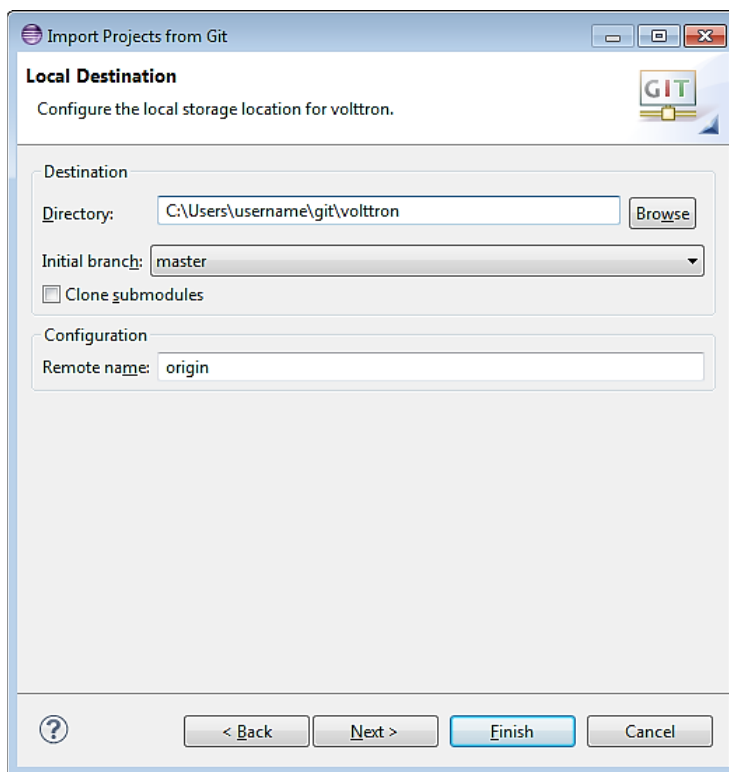 Import Projects from Git
Local Destination
Configure the local storage location for volttron.
GIT
Destination
Directory: C:\Users\username\git\volttron Browse
Initial branch: master
Clone submodules
Configuration
Remote name: origin
? < Back Next > Finish Cancel